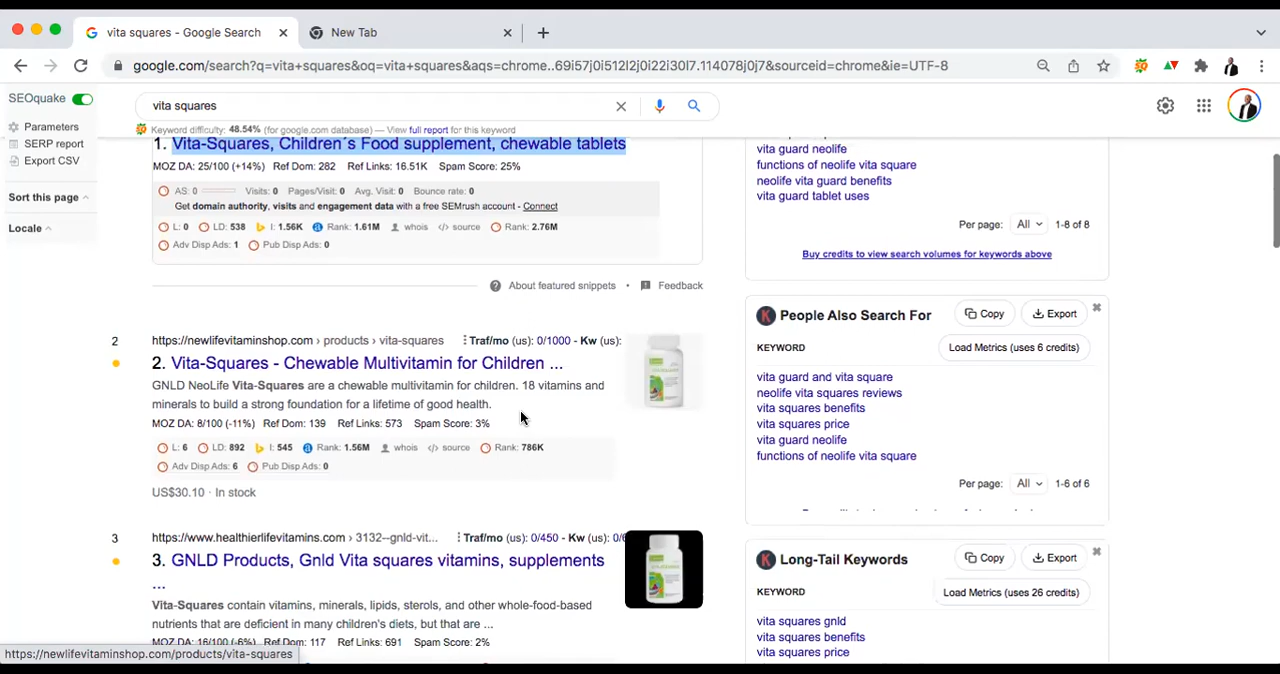 vita squares - Google Search
New Tab
google.com/search?q=vita+squares&oq=vita+squares&aqs=chrome..69i57j0i512l2j0i22i30l7.114078j0j7&sourceid=chrome&ie=UTF-8
SEOquake
Parameters
SERP report
Export CSV
Sort this page
Locale
vita squares
Keyword difficulty: 48.54% (for google.com database) — View full report for this keyword
1. Vita-Squares, Children´s Food supplement, chewable tablets
MOZ DA: 25/100 (+14%) Ref Dom: 282 Ref Links: 16.51K Spam Score: 25%
AS: 0 Visits: 0 Pages/Visit: 0 Avg. Visit: 0 Bounce rate: 0
Get domain authority, visits and engagement data with a free SEMrush account - Connect
L: 0 LD: 538 I: 1.56K Rank: 1.61M whois </> source Rank: 2.76M
Adv Disp Ads: 1 Pub Disp Ads: 0
About featured snippets • Feedback
2
https://newlifevitaminshop.com › products › vita-squares
Traf/mo (us): 0/1000 - Kw (us):
2. Vita-Squares - Chewable Multivitamin for Children ...
GNLD NeoLife Vita-Squares are a chewable multivitamin for children. 18 vitamins and
minerals to build a strong foundation for a lifetime of good health.
MOZ DA: 8/100 (-11%) Ref Dom: 139 Ref Links: 573 Spam Score: 3%
L: 6 LD: 892 I: 545 Rank: 1.56M whois </> source Rank: 786K
Adv Disp Ads: 6 Pub Disp Ads: 0
US$30.10 · In stock
3
https://www.healthierlifevitamins.com › 3132--gnld-vit...
Traf/mo (us): 0/450 - Kw (us): 0/6
3. GNLD Products, Gnld Vita squares vitamins, supplements
...
Vita-Squares contain vitamins, minerals, lipids, sterols, and other whole-food-based
nutrients that are deficient in many children's diets, but that are ...
MOZ DA: 16/100 (-6%) Ref Dom: 117 Ref Links: 691 Spam Score: 2%
https://newlifevitaminshop.com/products/vita-squares
vita guard neolife
functions of neolife vita square
neolife vita guard benefits
vita guard tablet uses
Per page: All 1-8 of 8
Buy credits to view search volumes for keywords above
People Also Search For
Copy
Export
KEYWORD
Load Metrics (uses 6 credits)
vita guard and vita square
neolife vita squares reviews
vita squares benefits
vita squares price
vita guard neolife
functions of neolife vita square
Per page: All 1-6 of 6
Long-Tail Keywords
Copy
Export
KEYWORD
Load Metrics (uses 26 credits)
vita squares gnld
vita squares benefits
vita squares price